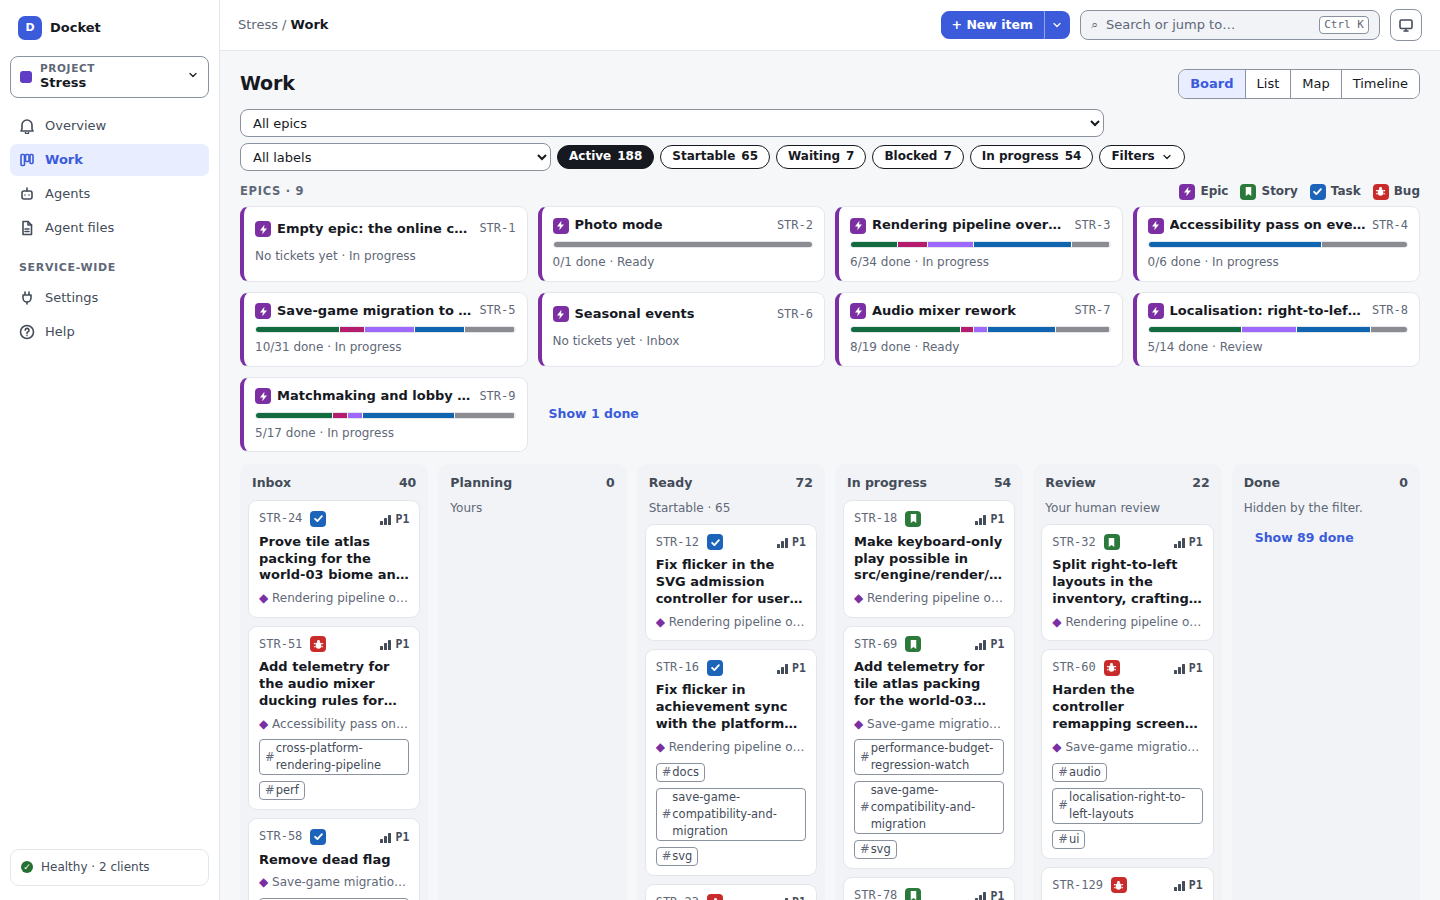 D Docket
PROJECT
Stress
Overview
Work
Agents
Agent files
SERVICE-WIDE
Settings
Help
Healthy · 2 clients
Stress / Work
+ New item
Search or jump to…
Ctrl K
Work
Board
List
Map
Timeline
All epics
All labels
Active 188
Startable 65
Waiting 7
Blocked 7
In progress 54
Filters
EPICS · 9
Epic
Story
Task
Bug
Empty epic: the online c… STR-1
No tickets yet · In progress
Photo mode STR-2
0/1 done · Ready
Rendering pipeline over… STR-3
6/34 done · In progress
Accessibility pass on eve… STR-4
0/6 done · In progress
Save-game migration to … STR-5
10/31 done · In progress
Seasonal events STR-6
No tickets yet · Inbox
Audio mixer rework STR-7
8/19 done · Ready
Localisation: right-to-lef… STR-8
5/14 done · Review
Matchmaking and lobby … STR-9
5/17 done · In progress
Show 1 done
Inbox 40
STR-24 P1
Prove tile atlas
packing for the
world-03 biome an…
Rendering pipeline o…
STR-51 P1
Add telemetry for
the audio mixer
ducking rules for…
Accessibility pass on…
#cross-platform-
rendering-pipeline
#perf
STR-58 P1
Remove dead flag
Save-game migratio…
Planning 0
Yours
Ready 72
Startable · 65
STR-12 P1
Fix flicker in the
SVG admission
controller for user…
Rendering pipeline o…
STR-16 P1
Fix flicker in
achievement sync
with the platform…
Rendering pipeline o…
#docs
#save-game-
compatibility-and-
migration
#svg
In progress 54
STR-18 P1
Make keyboard-only
play possible in
src/engine/render/…
Rendering pipeline o…
STR-69 P1
Add telemetry for
tile atlas packing
for the world-03…
Save-game migratio…
#performance-budget-
regression-watch
#save-game-
compatibility-and-
migration
#svg
STR-78 P1
Review 22
Your human review
STR-32 P1
Split right-to-left
layouts in the
inventory, crafting…
Rendering pipeline o…
STR-60 P1
Harden the
controller
remapping screen…
Save-game migratio…
#audio
#localisation-right-to-
left-layouts
#ui
STR-129 P1
Done 0
Hidden by the filter.
Show 89 done